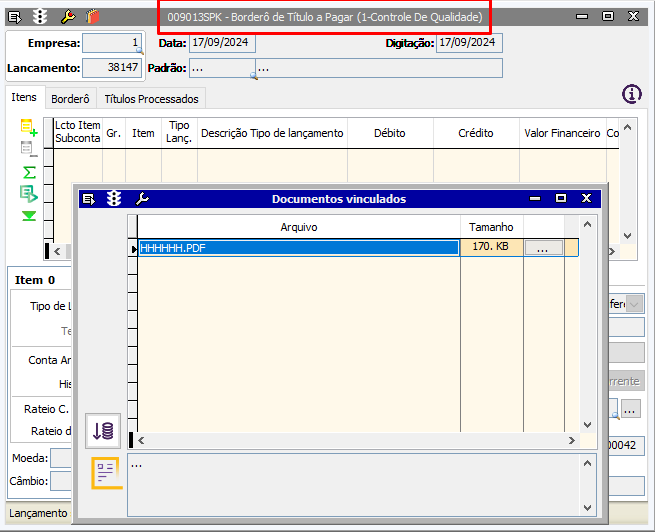 009013SPK - Borderô de Título a Pagar (1-Controle De Qualidade)
Empresa: 1 Data: 17/09/2024 Digitação: 17/09/2024
Lancamento: 38147 Padrão: ... ...
Itens Borderô Títulos Processados
Lcto Item Subconta Gr. Item Tipo Lanç. Descrição Tipo de lançamento Débito Crédito Valor Financeiro Co
Documentos vinculados
Arquivo Tamanho
HHHHHH.PDF 170. KB ...
Item 0
Tipo de L
Te
Conta Ar
His
rrente
Rateio C.
...
Rateio d
00042
Moeda:
...
Câmbio:
Lançamento